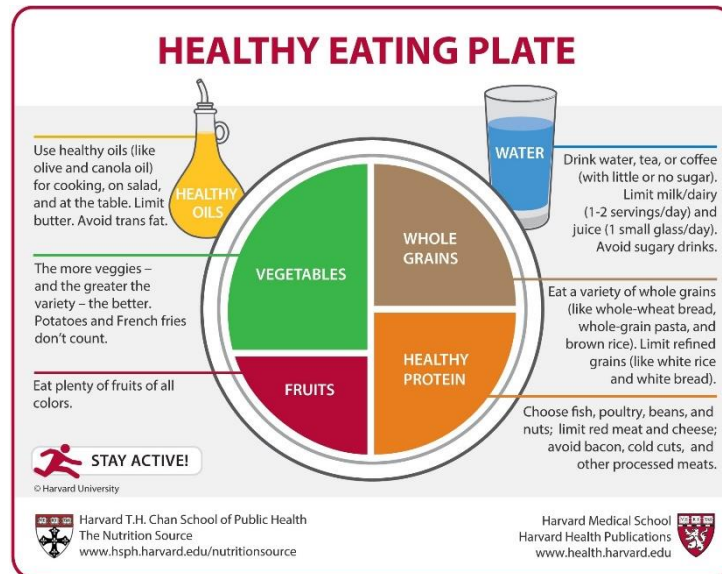 HEALTHY EATING PLATE
Use healthy oils (like
olive and canola oil)
for cooking, on salad,
and at the table. Limit
butter. Avoid trans fat.
HEALTHY
OILS
The more veggies –
and the greater the
variety – the better.
Potatoes and French fries
don’t count.
Eat plenty of fruits of all
colors.
VEGETABLES
FRUITS
WHOLE
GRAINS
HEALTHY
PROTEIN
WATER
Drink water, tea, or coffee
(with little or no sugar).
Limit milk/dairy
(1-2 servings/day) and
juice (1 small glass/day).
Avoid sugary drinks.
Eat a variety of whole grains
(like whole-wheat bread,
whole-grain pasta, and
brown rice). Limit refined
grains (like white rice
and white bread).
Choose fish, poultry, beans, and
nuts; limit red meat and cheese;
avoid bacon, cold cuts, and
other processed meats.
STAY ACTIVE!
© Harvard University
Harvard T.H. Chan School of Public Health
The Nutrition Source
www.hsph.harvard.edu/nutritionsource
Harvard Medical School
Harvard Health Publications
www.health.harvard.edu